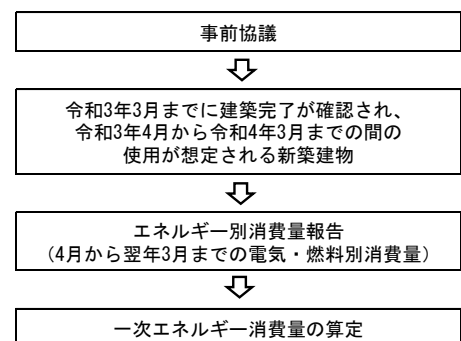 事前協議
令和3年3月までに建築完了が確認され、
令和3年4月から令和4年3月までの間の
使用が想定される新築建物
エネルギー別消費量報告
(4月から翌年3月までの電気・燃料別消費量)
一次エネルギー消費量の算定